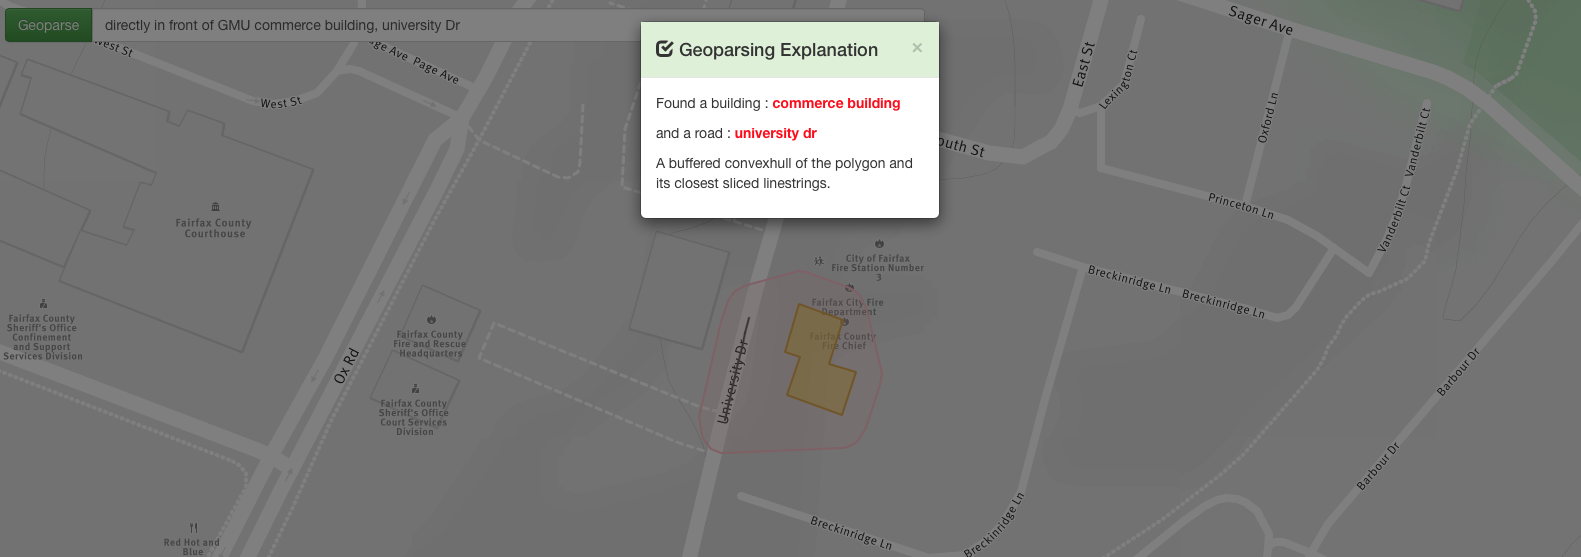 Geoparse
directly in front of GMU commerce building, university Dr
Geoparsing Explanation
×
Found a building : commerce building
and a road : university dr
A buffered convexhull of the polygon and
its closest sliced linestrings.
West St
Page Ave
West St
Sager Ave
East St
Lexington Ct
Oxford Ln
Vanderbilt Ct
Vanderbilt Ct
Princeton Ln
Fairfax County
Courthouse
City of Fairfax
Fire Station Number
3
Fairfax City Fire
Department
Fairfax County
Fire Chief
Breckinridge Ln
Breckinridge Ln
Fairfax County
Sheriff's Office
Confinement
and Support
Services Division
Fairfax County
Fire and Rescue
Headquarters
Ox Rd
University Dr
Barbour Dr
Fairfax County
Sheriff's Office
Court Services
Division
Barbour Dr
Breckinridge Ln
Breckinridge Ln
Red Hot and
Blue